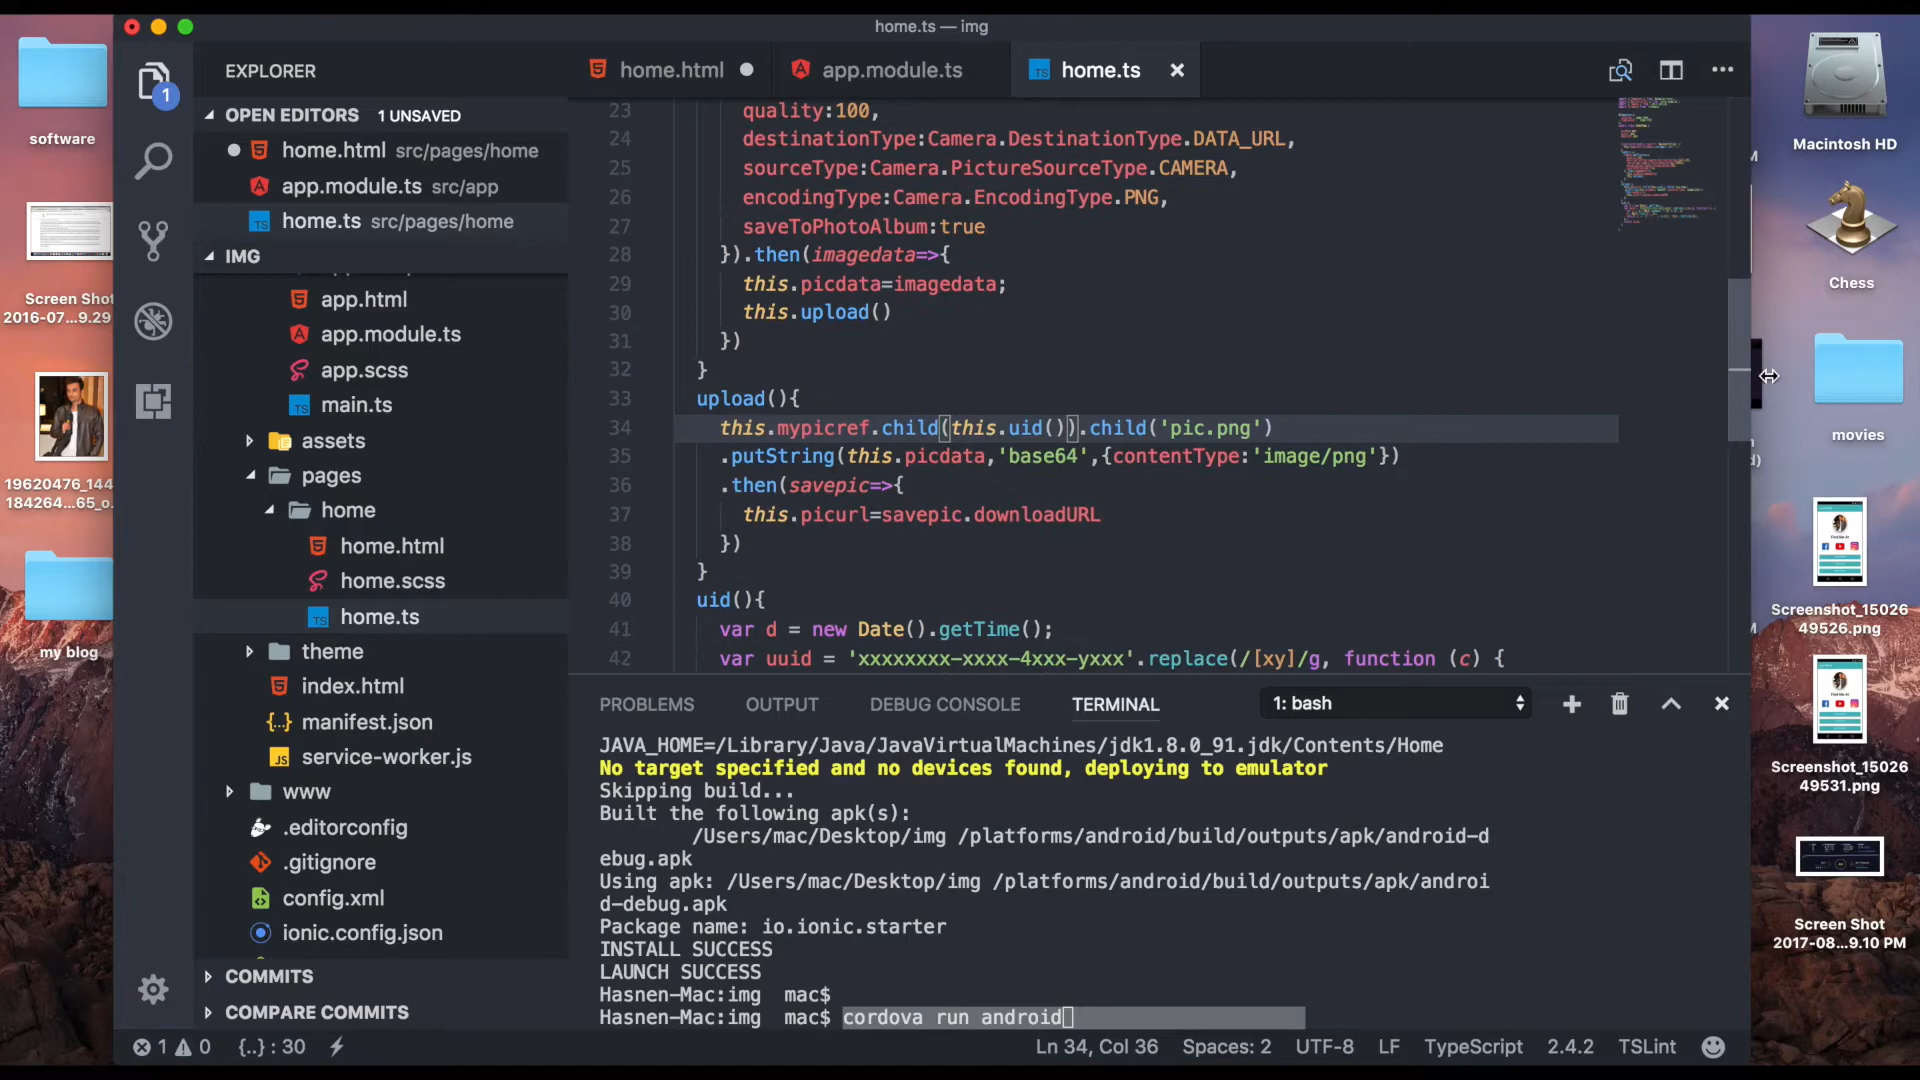 home.ts — img
EXPLORER
home.html
app.module.ts
home.ts
1
OPEN EDITORS 1 UNSAVED
home.html src/pages/home
app.module.ts src/app
home.ts src/pages/home
IMG
app.html
app.module.ts
app.scss
main.ts
assets
pages
home
home.html
home.scss
home.ts
theme
index.html
manifest.json
service-worker.js
www
.editorconfig
.gitignore
config.xml
ionic.config.json
COMMITS
COMPARE COMMITS
23 quality:100,
24 destinationType:Camera.DestinationType.DATA_URL,
25 sourceType:Camera.PictureSourceType.CAMERA,
26 encodingType:Camera.EncodingType.PNG,
27 saveToPhotoAlbum:true
28 }).then(imagedata=>{
29 this.picdata=imagedata;
30 this.upload()
31 })
32 }
33 upload(){
34 this.mypicref.child(this.uid()).child('pic.png')
35 .putString(this.picdata,'base64',{contentType:'image/png'})
36 .then(savepic=>{
37 this.picurl=savepic.downloadURL
38 })
39 }
40 uid(){
41 var d = new Date().getTime();
42 var uuid = 'xxxxxxxx-xxxx-4xxx-yxxx'.replace(/[xy]/g, function (c) {
PROBLEMS OUTPUT DEBUG CONSOLE TERMINAL 1: bash
JAVA_HOME=/Library/Java/JavaVirtualMachines/jdk1.8.0_91.jdk/Contents/Home
No target specified and no devices found, deploying to emulator
Skipping build...
Built the following apk(s):
/Users/mac/Desktop/img /platforms/android/build/outputs/apk/android-d
ebug.apk
Using apk: /Users/mac/Desktop/img /platforms/android/build/outputs/apk/androi
d-debug.apk
Package name: io.ionic.starter
INSTALL SUCCESS
LAUNCH SUCCESS
Hasnen-Mac:img mac$
Hasnen-Mac:img mac$ cordova run android
1 0 {..} : 30
Ln 34, Col 36 Spaces: 2 UTF-8 LF TypeScript 2.4.2 TSLint
software
Screen Shot
2016-07...9.29
19620476_144
184264...65_o.
my blog
Macintosh HD
Chess
movies
Screenshot_15026
49526.png
Screenshot_15026
49531.png
Screen Shot
2017-08...9.10 PM